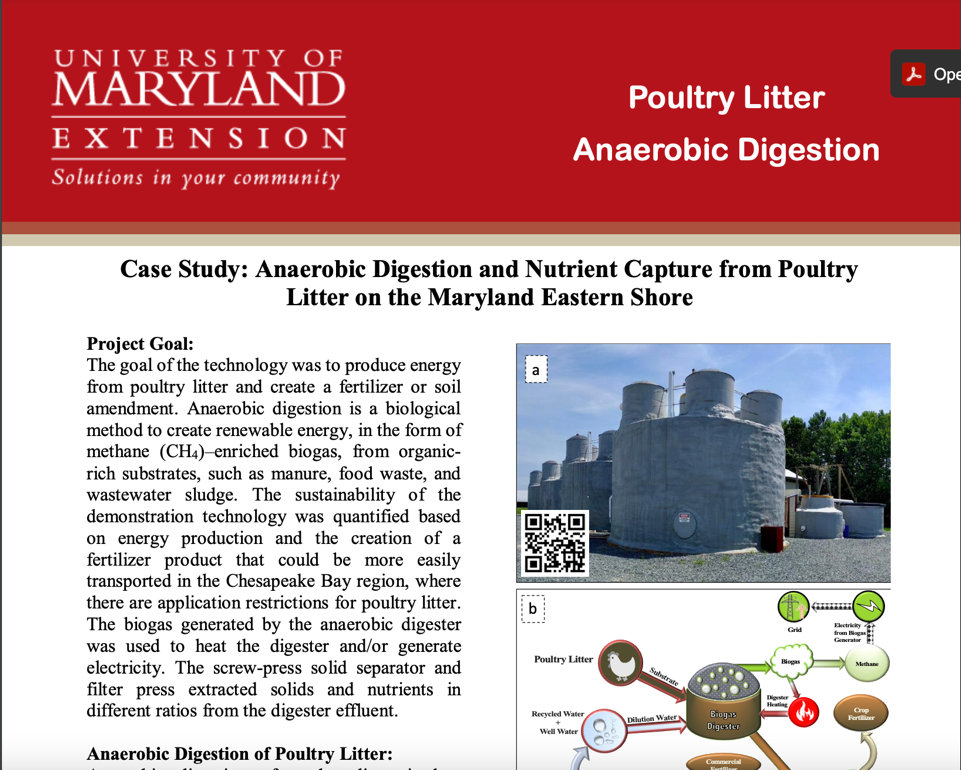 UNIVERSITY OF
MARYLAND
EXTENSION
Solutions in your community
Poultry Litter
Anaerobic Digestion
Ope
Case Study: Anaerobic Digestion and Nutrient Capture from Poultry
Litter on the Maryland Eastern Shore
Project Goal:
The goal of the technology was to produce energy
from poultry litter and create a fertilizer or soil
amendment. Anaerobic digestion is a biological
method to create renewable energy, in the form of
methane (CH₄)–enriched biogas, from organic-
rich substrates, such as manure, food waste, and
wastewater sludge. The sustainability of the
demonstration technology was quantified based
on energy production and the creation of a
fertilizer product that could be more easily
transported in the Chesapeake Bay region, where
there are application restrictions for poultry litter.
The biogas generated by the anaerobic digester
was used to heat the digester and/or generate
electricity. The screw-press solid separator and
filter press extracted solids and nutrients in
different ratios from the digester effluent.
Anaerobic Digestion of Poultry Litter:
a
b
Grid
Electricity
from Biogas
Generator
Poultry Litter
Substrate
Biogas
Methane
Digester
Heating
Recycled Water
+
Well Water
Dilution Water
Biogas
Digester
Crop
Fertilizer
Commercial